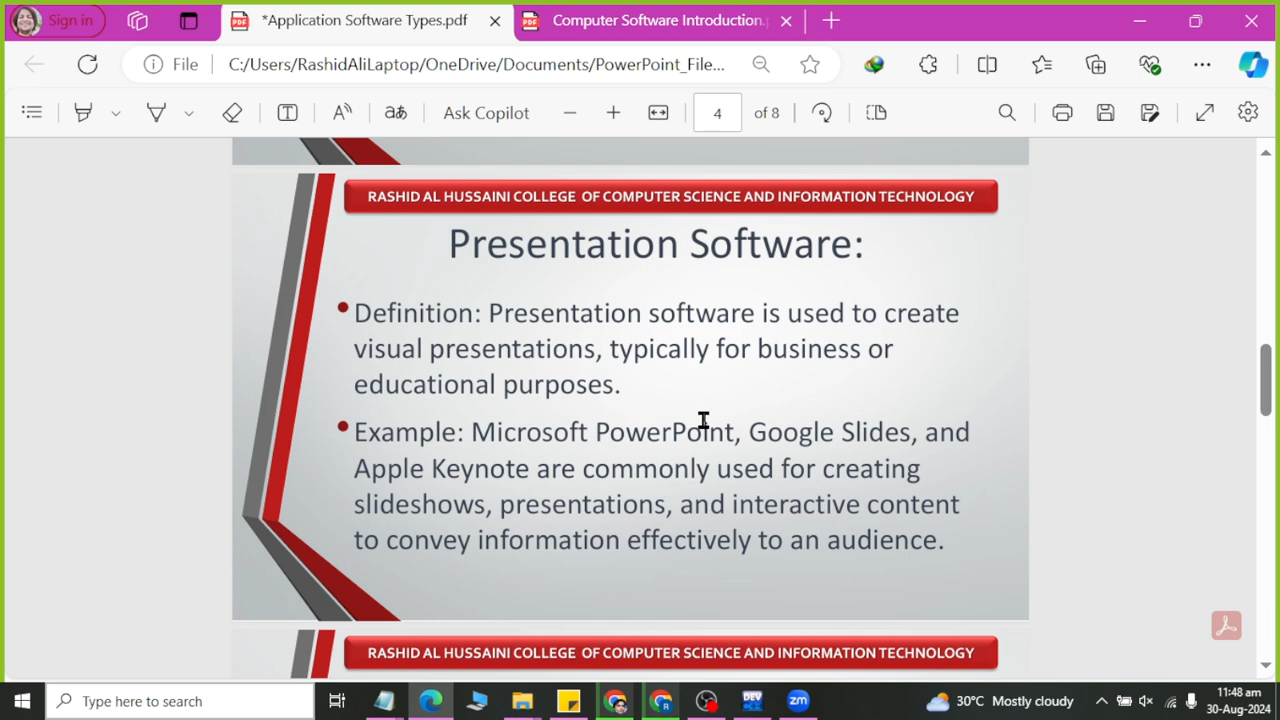 Sign in
*Application Software Types.pdf
Computer Software Introduction.p
File
C:/Users/RashidAliLaptop/OneDrive/Documents/PowerPoint_File...
Ask Copilot
4
of 8
RASHID AL HUSSAINI COLLEGE OF COMPUTER SCIENCE AND INFORMATION TECHNOLOGY
Presentation Software:
• Definition: Presentation software is used to create
visual presentations, typically for business or
educational purposes.
• Example: Microsoft PowerPoint, Google Slides, and
Apple Keynote are commonly used for creating
slideshows, presentations, and interactive content
to convey information effectively to an audience.
RASHID AL HUSSAINI COLLEGE OF COMPUTER SCIENCE AND INFORMATION TECHNOLOGY
Type here to search
DEV
zm
30°C Mostly cloudy
11:48 am
30-Aug-2024